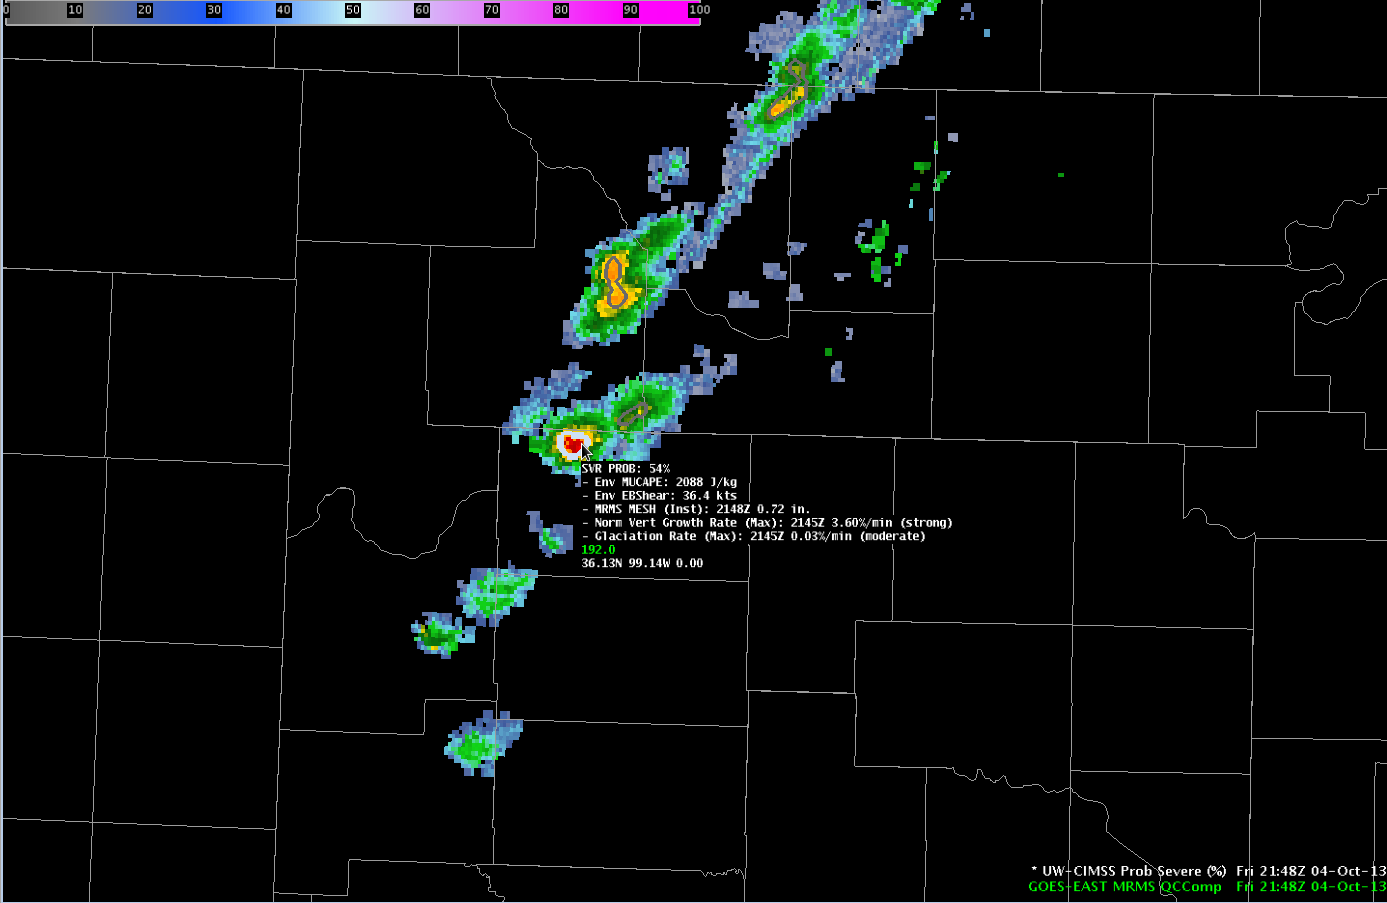 0 10 20 30 40 50 60 70 80 90 100
SVR PROB: 54%
- Env MUCAPE: 2088 J/kg
- Env EBShear: 36.4 kts
- MRMS MESH (Inst): 2148Z 0.72 in.
- Norm Vert Growth Rate (Max): 2145Z 3.60%/min (strong)
- Glaciation Rate (Max): 2145Z 0.03%/min (moderate)
192.0
36.13N 99.14W 0.00
* UW-CIMSS Prob Severe (%) Fri 21:48Z 04-Oct-13
GOES-EAST MRMS QCComp Fri 21:48Z 04-Oct-13